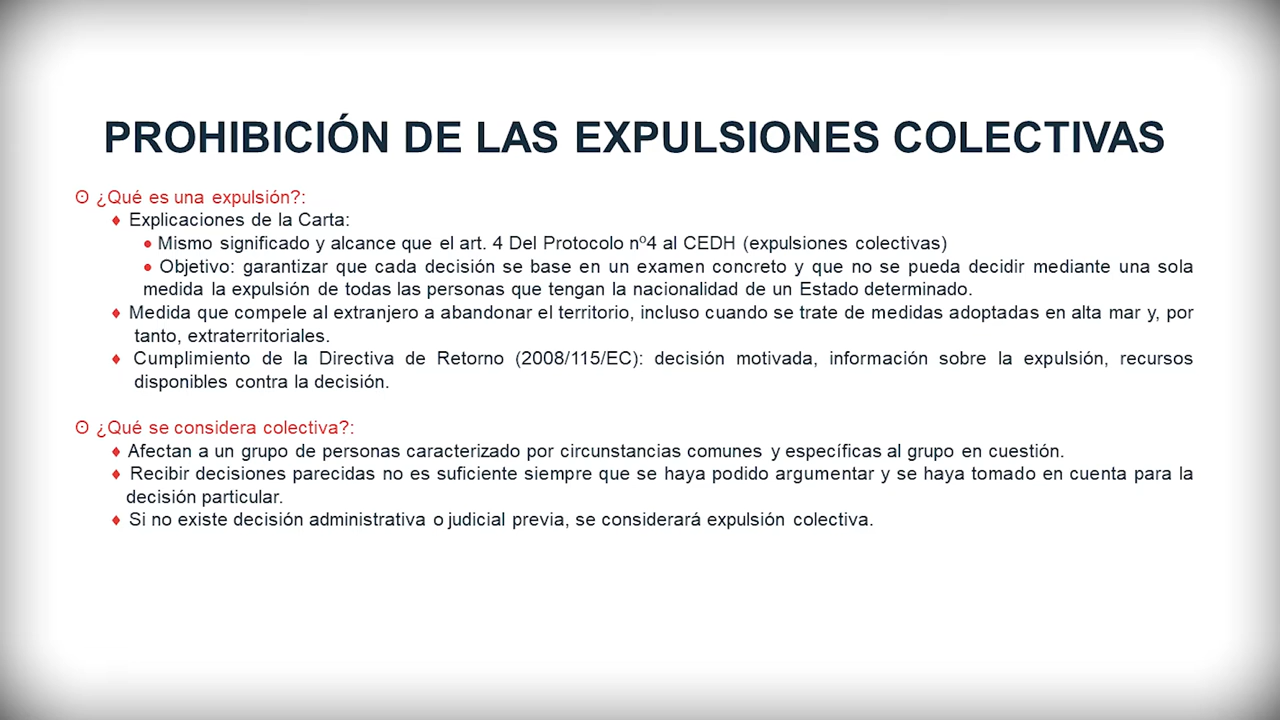 PROHIBICIÓN DE LAS EXPULSIONES COLECTIVAS
⊙ ¿Qué es una expulsión?:
♦ Explicaciones de la Carta:
● Mismo significado y alcance que el art. 4 Del Protocolo nº4 al CEDH (expulsiones colectivas)
● Objetivo: garantizar que cada decisión se base en un examen concreto y que no se pueda decidir mediante una sola
medida la expulsión de todas las personas que tengan la nacionalidad de un Estado determinado.
♦ Medida que compele al extranjero a abandonar el territorio, incluso cuando se trate de medidas adoptadas en alta mar y, por
tanto, extraterritoriales.
♦ Cumplimiento de la Directiva de Retorno (2008/115/EC): decisión motivada, información sobre la expulsión, recursos
disponibles contra la decisión.
⊙ ¿Qué se considera colectiva?:
♦ Afectan a un grupo de personas caracterizado por circunstancias comunes y específicas al grupo en cuestión.
♦ Recibir decisiones parecidas no es suficiente siempre que se haya podido argumentar y se haya tomado en cuenta para la
decisión particular.
♦ Si no existe decisión administrativa o judicial previa, se considerará expulsión colectiva.